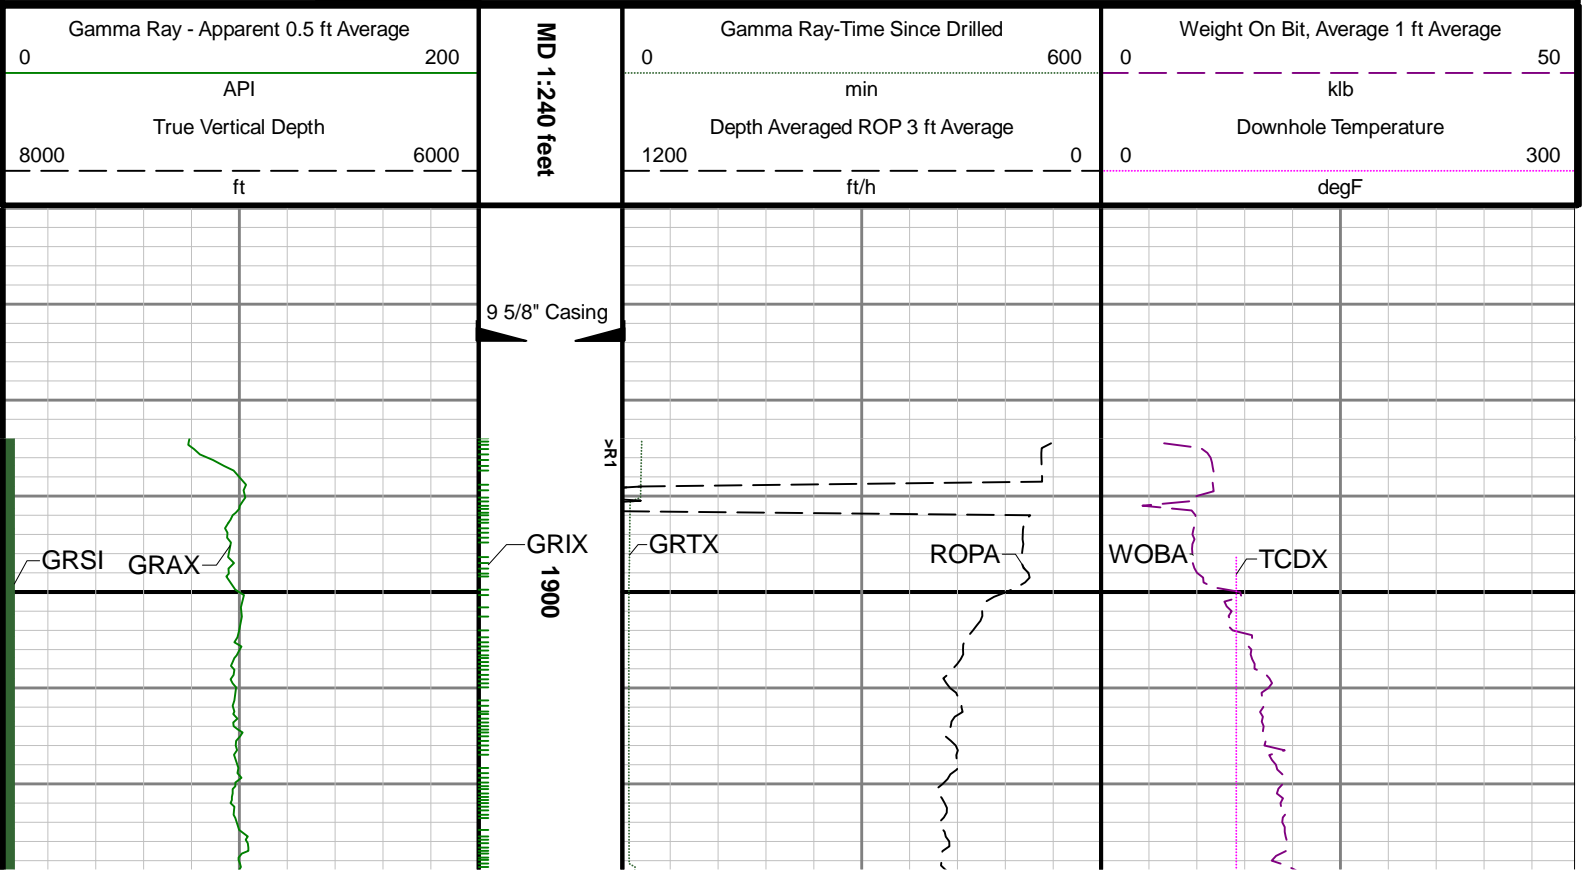 Gamma Ray - Apparent 0.5 ft Average
0 200
API
True Vertical Depth
8000 6000
ft
MD 1:240 feet
Gamma Ray-Time Since Drilled
0 600
min
Depth Averaged ROP 3 ft Average
1200 0
ft/h
Weight On Bit, Average 1 ft Average
0 50
klb
Downhole Temperature
0 300
degF
9 5/8" Casing
>R1
GRSI
GRAX
GRIX
1900
GRTX
ROPA
WOBA
TCDX